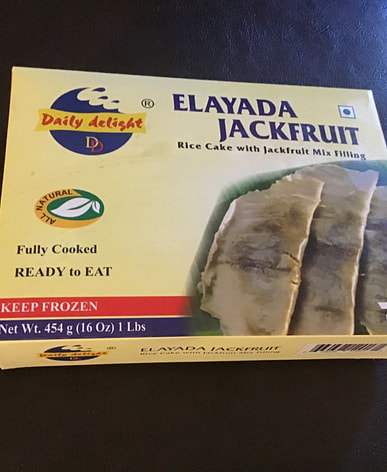 Daily delight
DD
®
ELAYADA
JACKFRUIT
Rice Cake with Jackfruit Mix Filling
ALL NATURAL
Fully Cooked
READY to EAT
KEEP FROZEN
Net Wt. 454 g (16 Oz) 1 Lbs
Daily delight
ELAYADA JACKFRUIT
Rice Cake with Jackfruit Mix Filling